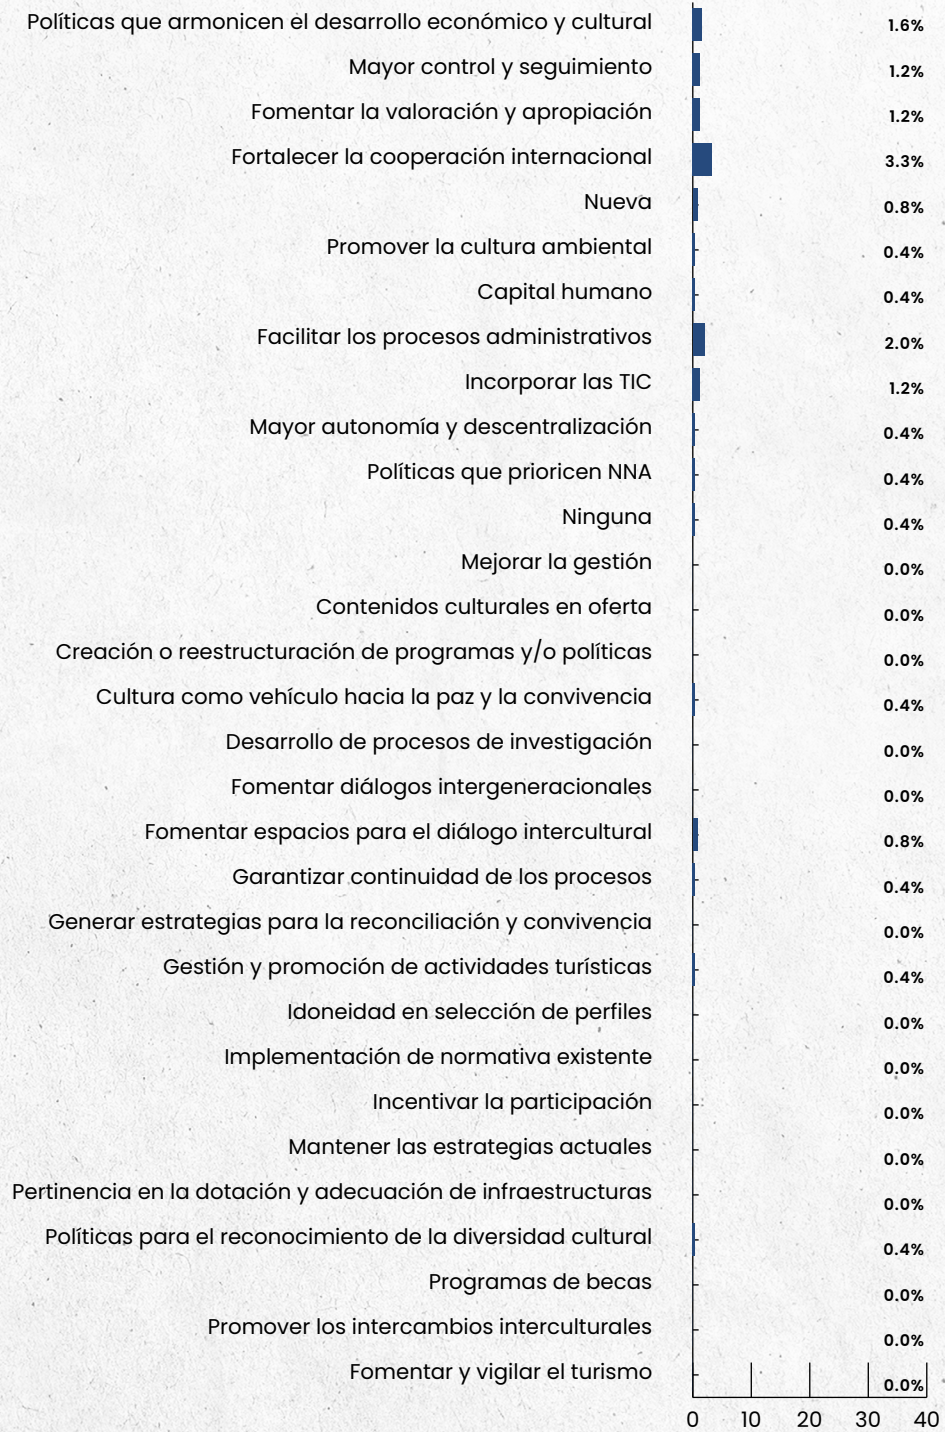 Políticas que armonicen el desarrollo económico y cultural 1.6%
Mayor control y seguimiento 1.2%
Fomentar la valoración y apropiación 1.2%
Fortalecer la cooperación internacional 3.3%
Nueva 0.8%
Promover la cultura ambiental 0.4%
Capital humano 0.4%
Facilitar los procesos administrativos 2.0%
Incorporar las TIC 1.2%
Mayor autonomía y descentralización 0.4%
Políticas que prioricen NNA 0.4%
Ninguna 0.4%
Mejorar la gestión 0.0%
Contenidos culturales en oferta 0.0%
Creación o reestructuración de programas y/o políticas 0.0%
Cultura como vehículo hacia la paz y la convivencia 0.4%
Desarrollo de procesos de investigación 0.0%
Fomentar diálogos intergeneracionales 0.0%
Fomentar espacios para el diálogo intercultural 0.8%
Garantizar continuidad de los procesos 0.4%
Generar estrategias para la reconciliación y convivencia 0.0%
Gestión y promoción de actividades turísticas 0.4%
Idoneidad en selección de perfiles 0.0%
Implementación de normativa existente 0.0%
Incentivar la participación 0.0%
Mantener las estrategias actuales 0.0%
Pertinencia en la dotación y adecuación de infraestructuras 0.0%
Políticas para el reconocimiento de la diversidad cultural 0.4%
Programas de becas 0.0%
Promover los intercambios interculturales 0.0%
Fomentar y vigilar el turismo 0.0%
0 10 20 30 40